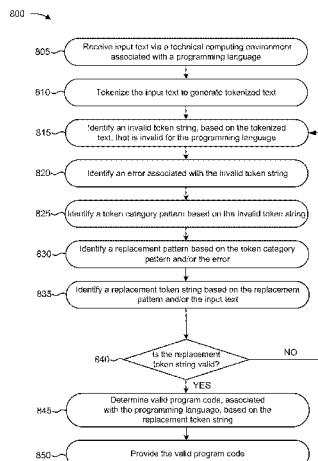 800
805
Receive input text via a technical computing environment
associated with a programming language
810
Tokenize the input text to generate tokenized text
815
Identify an invalid token string, based on the tokenized
text, that is invalid for the programming language
820
Identify an error associated with the invalid token string
825
Identify a token category pattern based on the invalid token string
830
Identify a replacement pattern based on the token category
pattern and/or the error
835
Identify a replacement token string based on the replacement
pattern and/or the input text
840
Is the replacement
token string valid?
NO
YES
845
Determine valid program code, associated
with the programming language, based on the
replacement token string
850
Provide the valid program code